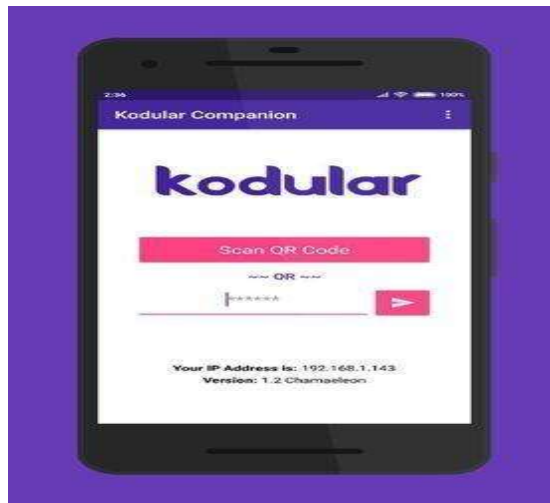 2:36 100%
Kodular Companion
kodular
Scan QR Code
~~ OR ~~
******
Your IP Address is: 192.168.1.143
Version: 1.2 Chamaeleon